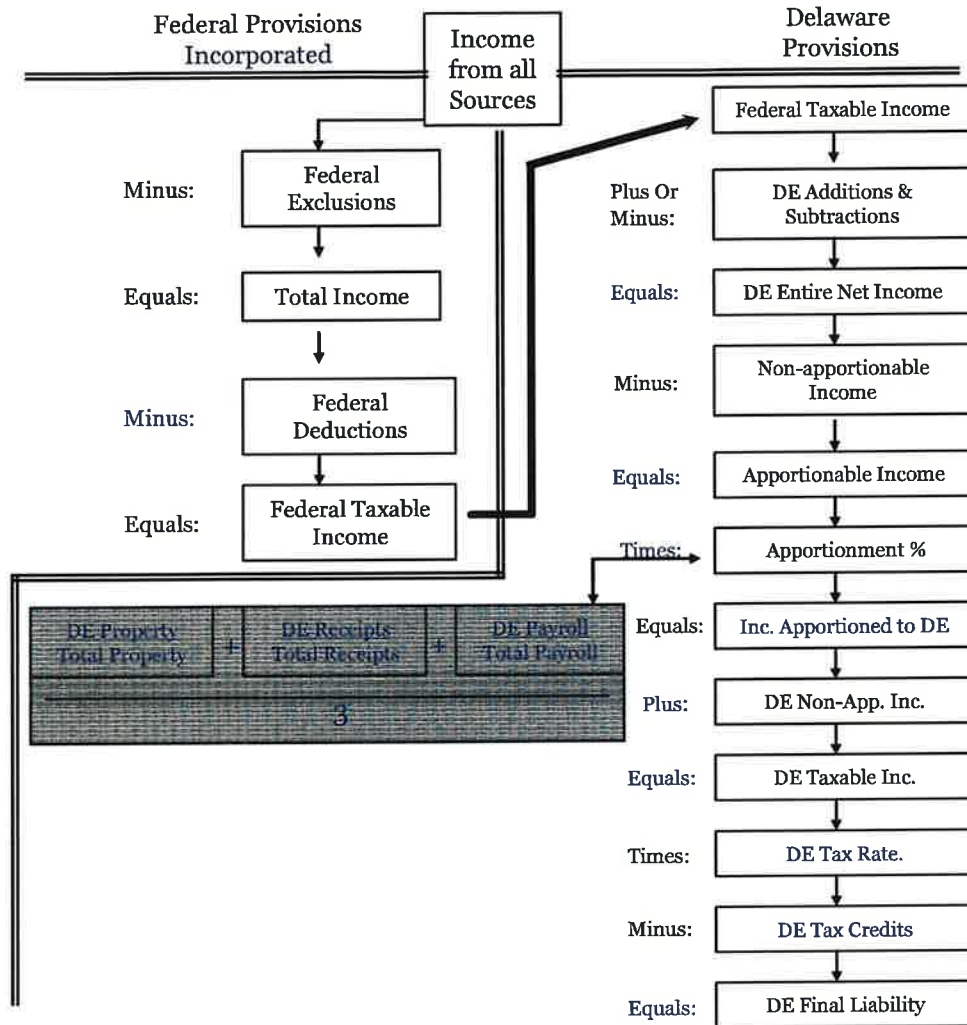 Federal Provisions
Incorporated
Income
from all
Sources
Delaware
Provisions
Minus:
Federal
Exclusions
Equals:
Total Income
Minus:
Federal
Deductions
Equals:
Federal Taxable
Income
DE Property
Total Property
+
DE Receipts
Total Receipts
+
DE Payroll
Total Payroll
3
Federal Taxable Income
Plus Or
Minus:
DE Additions &
Subtractions
Equals:
DE Entire Net Income
Minus:
Non-apportionable
Income
Equals:
Apportionable Income
Times:
Apportionment %
Equals:
Inc. Apportioned to DE
Plus:
DE Non-App. Inc.
Equals:
DE Taxable Inc.
Times:
DE Tax Rate.
Minus:
DE Tax Credits
Equals:
DE Final Liability